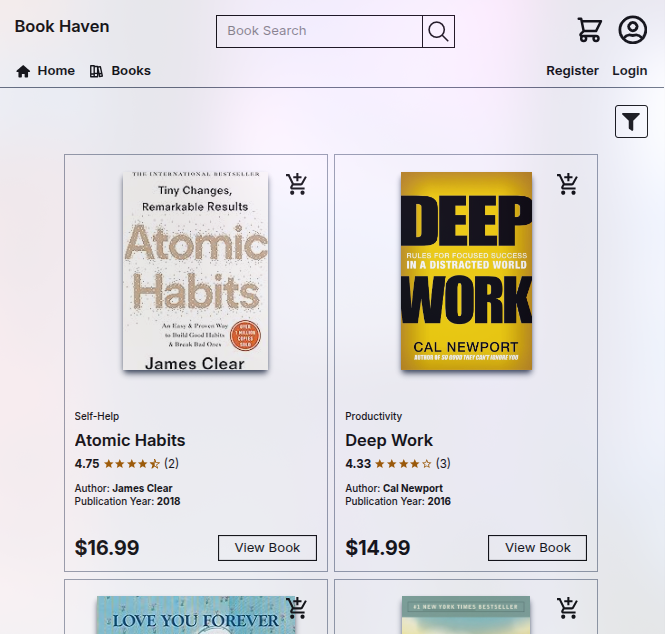 Book Haven
Book Search
Home
Books
Register
Login
THE INTERNATIONAL BESTSELLER
Tiny Changes,
Remarkable Results
Atomic
Habits
An Easy & Proven Way
to Build Good Habits
& Break Bad Ones
OVER
1 MILLION
COPIES
SOLD
James Clear
Self-Help
Atomic Habits
4.75 (2)
Author: James Clear
Publication Year: 2018
$16.99
View Book
DEEP
RULES FOR FOCUSED SUCCESS
IN A DISTRACTED WORLD
WORK
CAL NEWPORT
AUTHOR OF SO GOOD THEY CAN'T IGNORE YOU
Productivity
Deep Work
4.33 (3)
Author: Cal Newport
Publication Year: 2016
$14.99
View Book
LOVE YOU FOREVER
#1 NEW YORK TIMES BESTSELLER